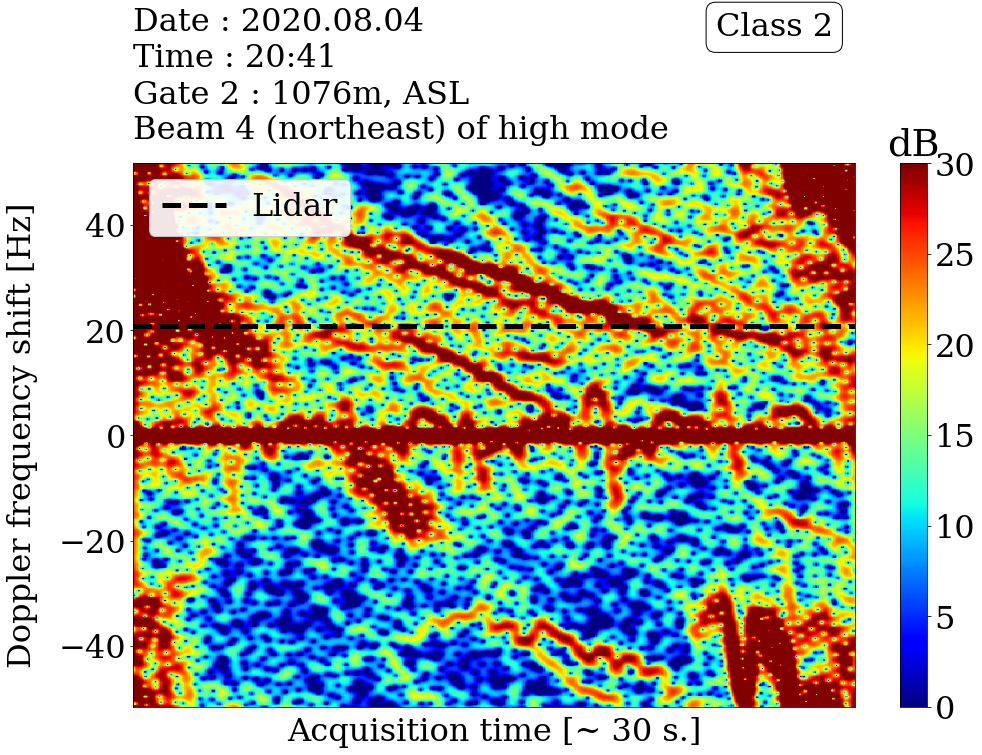 Date : 2020.08.04
Time : 20:41
Gate 2 : 1076m, ASL
Beam 4 (northeast) of high mode
Class 2
dB
Lidar
Doppler frequency shift [Hz]
40
20
0
−20
−40
30
25
20
15
10
5
0
Acquisition time [~ 30 s.]